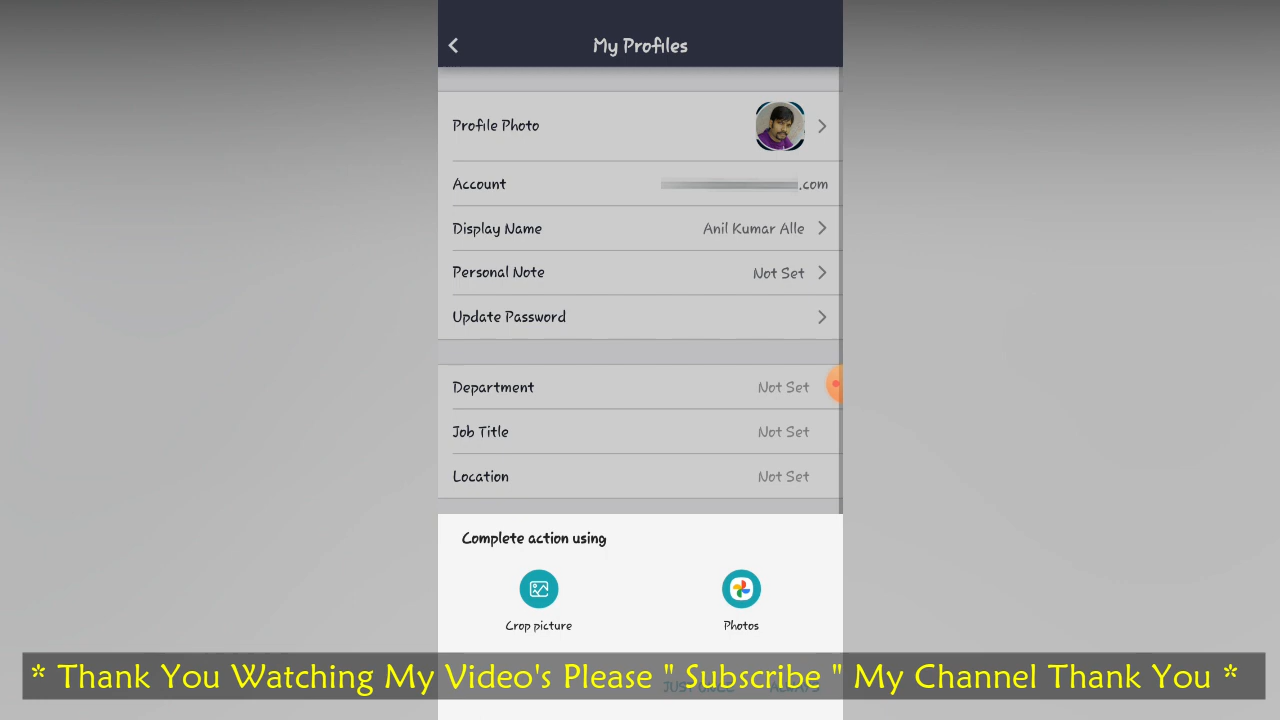 My Profiles
Profile Photo
Account .com
Display Name Anil Kumar Alle
Personal Note Not Set
Update Password
Department Not Set
Job Title Not Set
Location Not Set
Complete action using
Crop picture Photos
* Thank You Watching My Video's Please " Subscribe " My Channel Thank You *